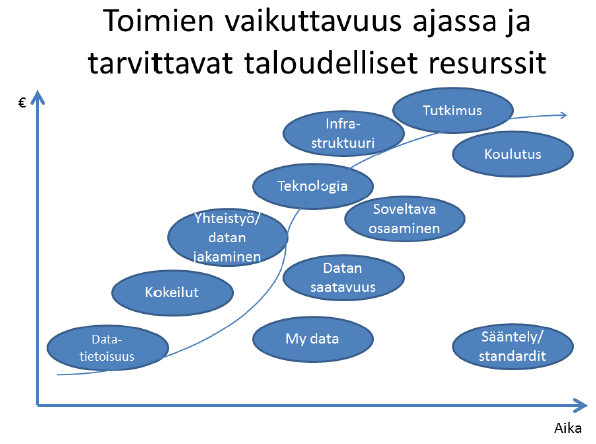 Toimien vaikuttavuus ajassa ja
tarvittavat taloudelliset resurssit
€
Tutkimus
Infra-
struktuuri
Koulutus
Teknologia
Soveltava
osaaminen
Yhteistyö/
datan
jakaminen
Datan
saatavuus
Kokeilut
My data
Data-
tietoisuus
Sääntely/
standardit
Aika